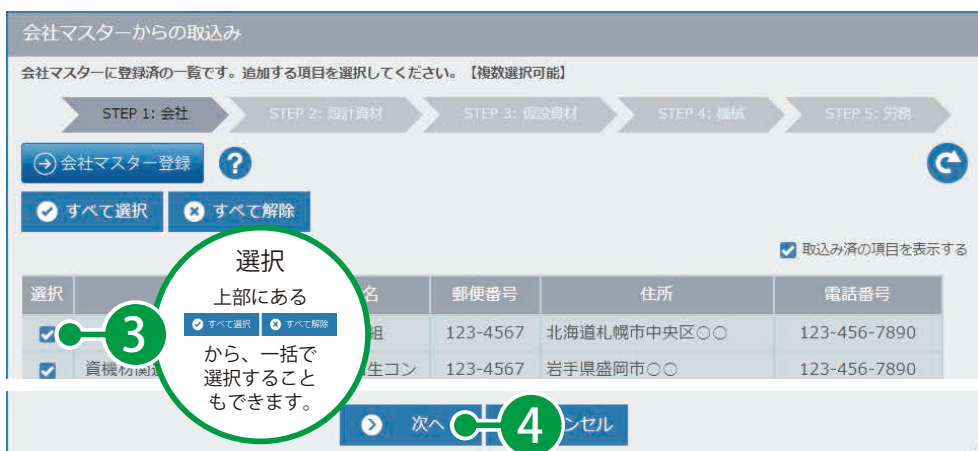 会社マスターからの取込み
会社マスターに登録済の一覧です。追加する項目を選択してください。【複数選択可能】
STEP 1: 会社 STEP 2: 設計資材 STEP 3: 仮設資材 STEP 4: 機械 STEP 5: 労務
会社マスター登録 ?
すべて選択 すべて解除
取込み済の項目を表示する
選択 名 郵便番号 住所 電話番号
3 組 123-4567 北海道札幌市中央区○○ 123-456-7890
資機材関連 生コン 123-4567 岩手県盛岡市○○ 123-456-7890
選択
上部にある
すべて選択 すべて解除
から、一括で
選択すること
もできます。
次へ 4 ンセル